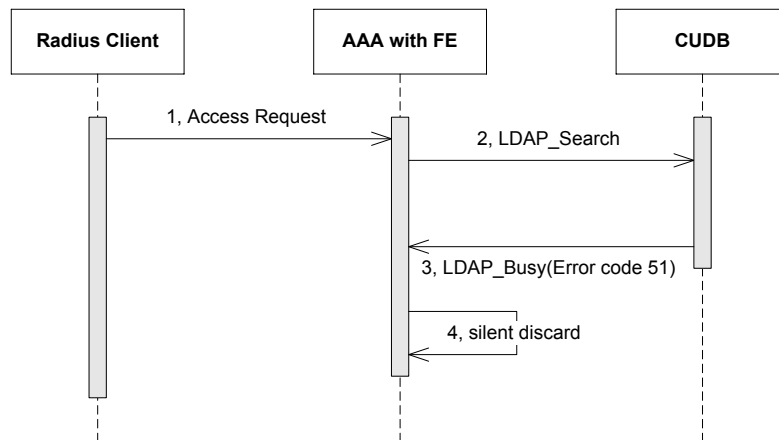 Radius Client
AAA with FE
CUDB
1, Access Request
2, LDAP_Search
3, LDAP_Busy(Error code 51)
4, silent discard